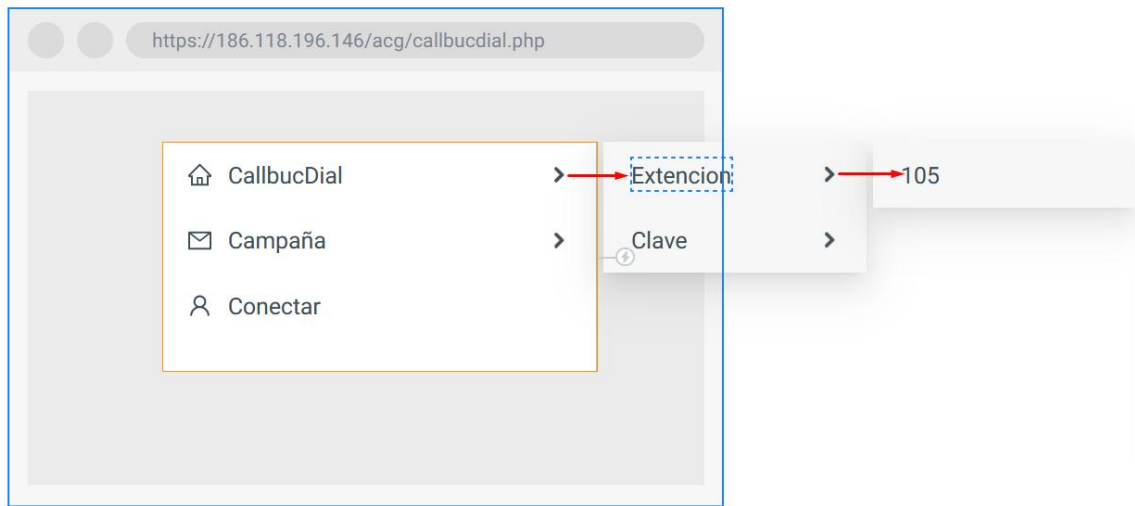 https://186.118.196.146/acg/callbucdial.php
CallbucDial
Extencion
105
Campaña
Clave
Conectar